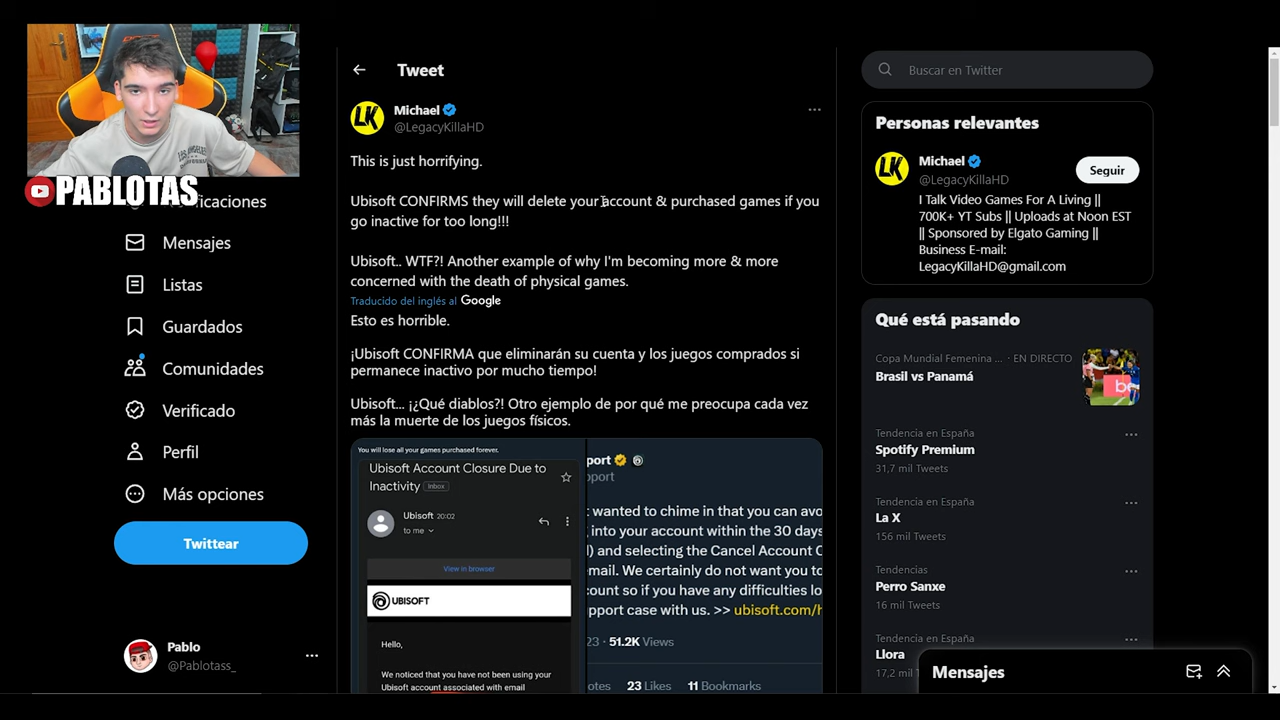 PABLOTAS
Mensajes
Listas
Guardados
Comunidades
Verificado
Perfil
Más opciones
Twittear
Pablo
@Pablotass_
Tweet
Michael
@LegacyKillaHD
This is just horrifying.
Ubisoft CONFIRMS they will delete your account & purchased games if you
go inactive for too long!!!
Ubisoft.. WTF?! Another example of why I'm becoming more & more
concerned with the death of physical games.
Traducido del inglés al Google
Esto es horrible.
¡Ubisoft CONFIRMA que eliminarán su cuenta y los juegos comprados si
permanece inactivo por mucho tiempo!
Ubisoft... ¡¿Qué diablos?! Otro ejemplo de por qué me preocupa cada vez
más la muerte de los juegos físicos.
You will lose all your games purchased forever.
Ubisoft Account Closure Due to
Inactivity Inbox
Ubisoft 20:02
to me
View in browser
UBISOFT
Hello,
We noticed that you have not been using your
Ubisoft account associated with email
port
pport
t wanted to chime in that you can avo
into your account within the 30 days
l) and selecting the Cancel Account C
mail. We certainly do not want you to
count so if you have any difficulties lo
pport case with us. >> ubisoft.com/h
23 · 51.2K Views
otes 23 Likes 11 Bookmarks
Buscar en Twitter
Personas relevantes
Michael
@LegacyKillaHD
Seguir
I Talk Video Games For A Living ||
700K+ YT Subs || Uploads at Noon EST
|| Sponsored by Elgato Gaming ||
Business E-mail:
LegacyKillaHD@gmail.com
Qué está pasando
Copa Mundial Femenina ... · EN DIRECTO
Brasil vs Panamá
Tendencia en España
Spotify Premium
31,7 mil Tweets
Tendencia en España
La X
156 mil Tweets
Tendencias
Perro Sanxe
16 mil Tweets
Tendencia en España
Llora
17,2 mil
Mensajes